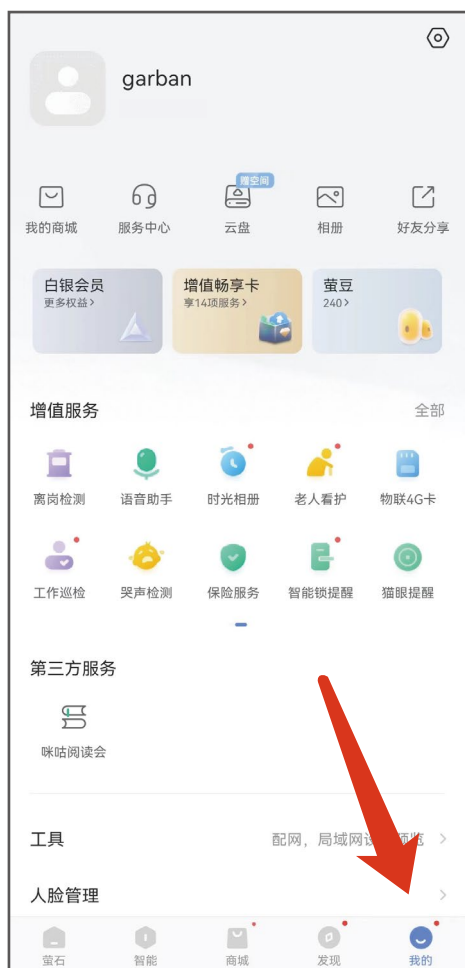 garban
赠空间
我的商城 服务中心 云盘 相册 好友分享
白银会员 增值畅享卡 萤豆
更多权益> 享14项服务> 240>
增值服务 全部
离岗检测 语音助手 时光相册 老人看护 物联4G卡
工作巡检 哭声检测 保险服务 智能锁提醒 猫眼提醒
第三方服务
咪咕阅读会
工具 配网，局域网设 预览 >
人脸管理 >
萤石 智能 商城 发现 我的